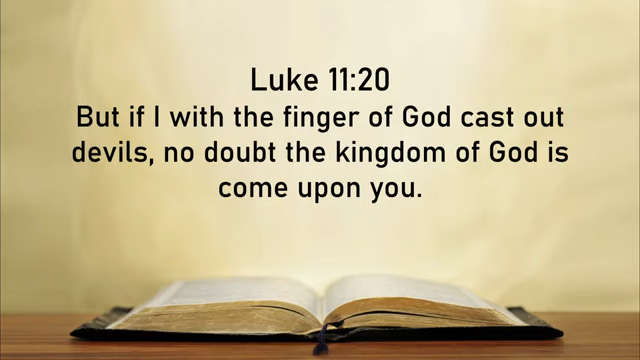 Luke 11:20
But if I with the finger of God cast out
devils, no doubt the kingdom of God is
come upon you.